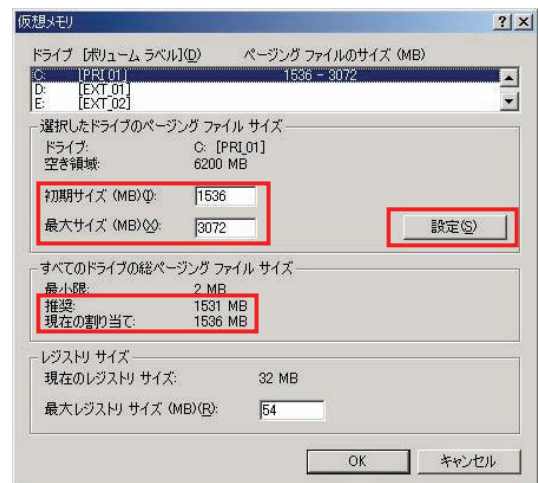 仮想メモリ
ドライブ [ボリューム ラベル](D) ページング ファイルのサイズ (MB)
C: [PRI_01] 1536 - 3072
D: [EXT_01]
E: [EXT_02]
選択したドライブのページング ファイル サイズ
ドライブ: C: [PRI_01]
空き領域: 6200 MB
初期サイズ (MB)(I): 1536
最大サイズ (MB)(X): 3072
設定(S)
すべてのドライブの総ページング ファイル サイズ
最小限: 2 MB
推奨: 1531 MB
現在の割り当て: 1536 MB
レジストリ サイズ
現在のレジストリ サイズ: 32 MB
最大レジストリ サイズ (MB)(R): 54
OK キャンセル